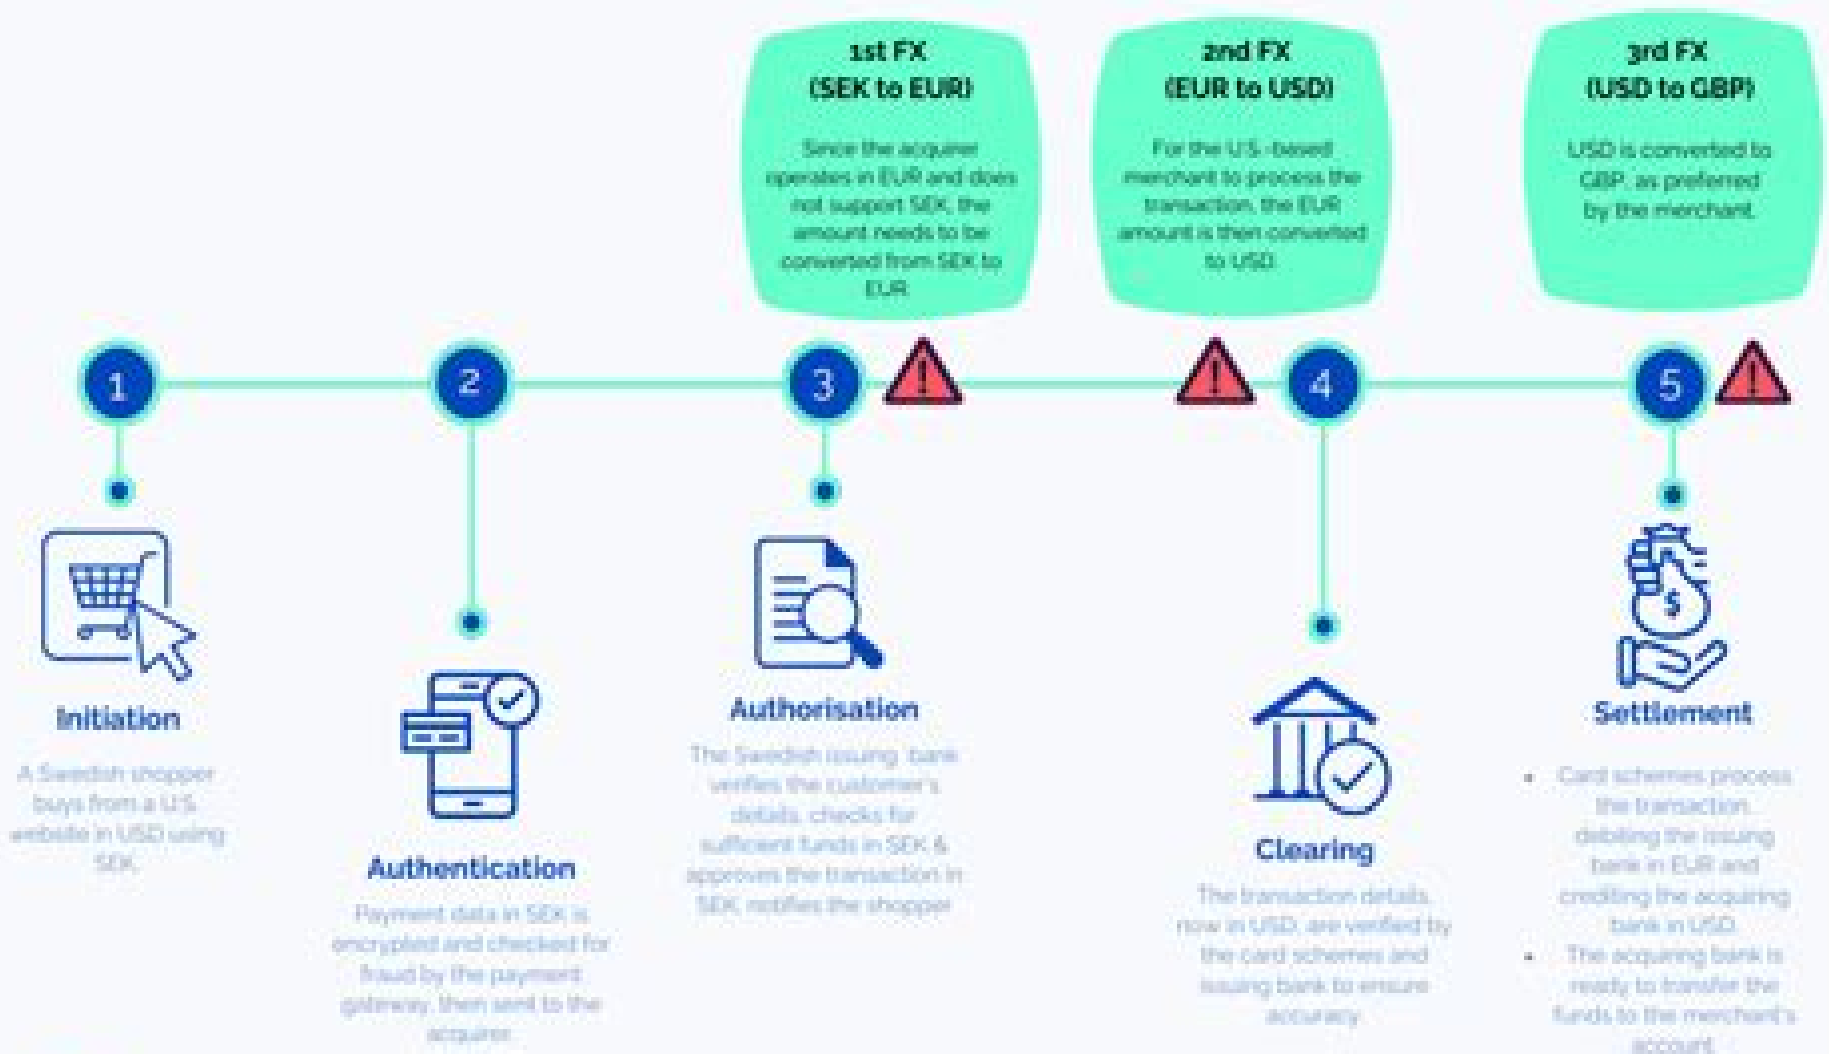 1st FX
(SEK to EUR)
Since the acquirer
operates in EUR and does
not support SEK, the
amount needs to be
converted from SEK to
EUR
2nd FX
(EUR to USD)
For the U.S.-based
merchant to process the
transaction, the EUR
amount is then converted
to USD.
3rd FX
(USD to GBP)
USD is converted to
GBP, as preferred
by the merchant.
1
2
3
4
5
Initiation
A Swedish shopper
buys from a U.S.
website in USD using
SEK.
Authentication
Payment data in SEK is
encrypted and checked for
fraud by the payment
gateway, then sent to the
acquirer.
Authorisation
The Swedish issuing bank
verifies the customer's
details, checks for
sufficient funds in SEK &
approves the transaction in
SEK, notifies the shopper
Clearing
The transaction details,
now in USD, are verified by
the card schemes and
issuing bank to ensure
accuracy.
$
Settlement
• Card schemes process
the transaction,
debiting the issuing
bank in EUR and
crediting the acquiring
bank in USD.
• The acquiring bank is
ready to transfer the
funds to the merchant's
account.